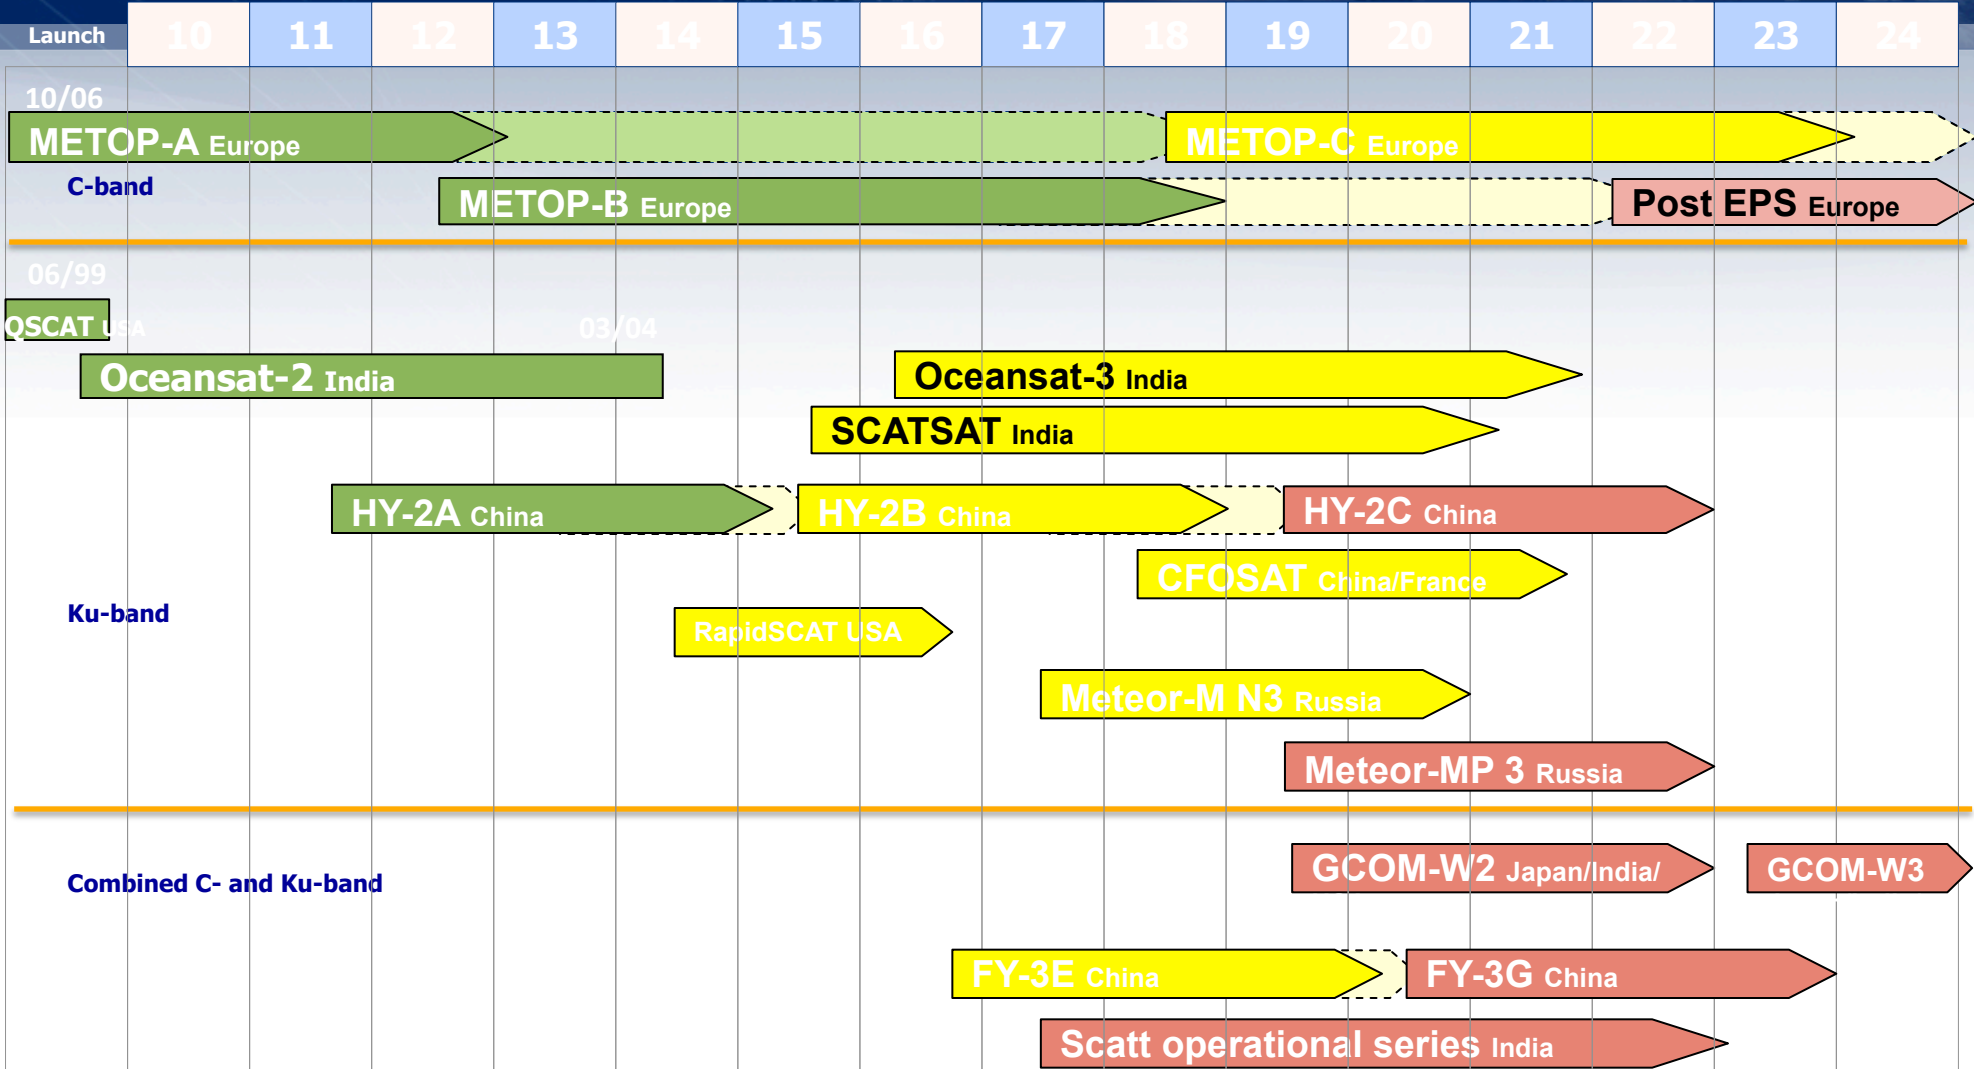 Launch 10 11 12 13 14 15 16 17 18 19 20 21 22 23 24
10/06
METOP-A Europe METOP-C Europe
C-band
METOP-B Europe Post EPS Europe
06/99
QSCAT USA
03/04
Oceansat-2 India Oceansat-3 India
SCATSAT India
HY-2A China HY-2B China HY-2C China
CFOSAT China/France
Ku-band
RapidSCAT USA
Meteor-M N3 Russia
Meteor-MP 3 Russia
GCOM-W2 Japan/India/ GCOM-W3
Combined C- and Ku-band
FY-3E China FY-3G China
Scatt operational series India